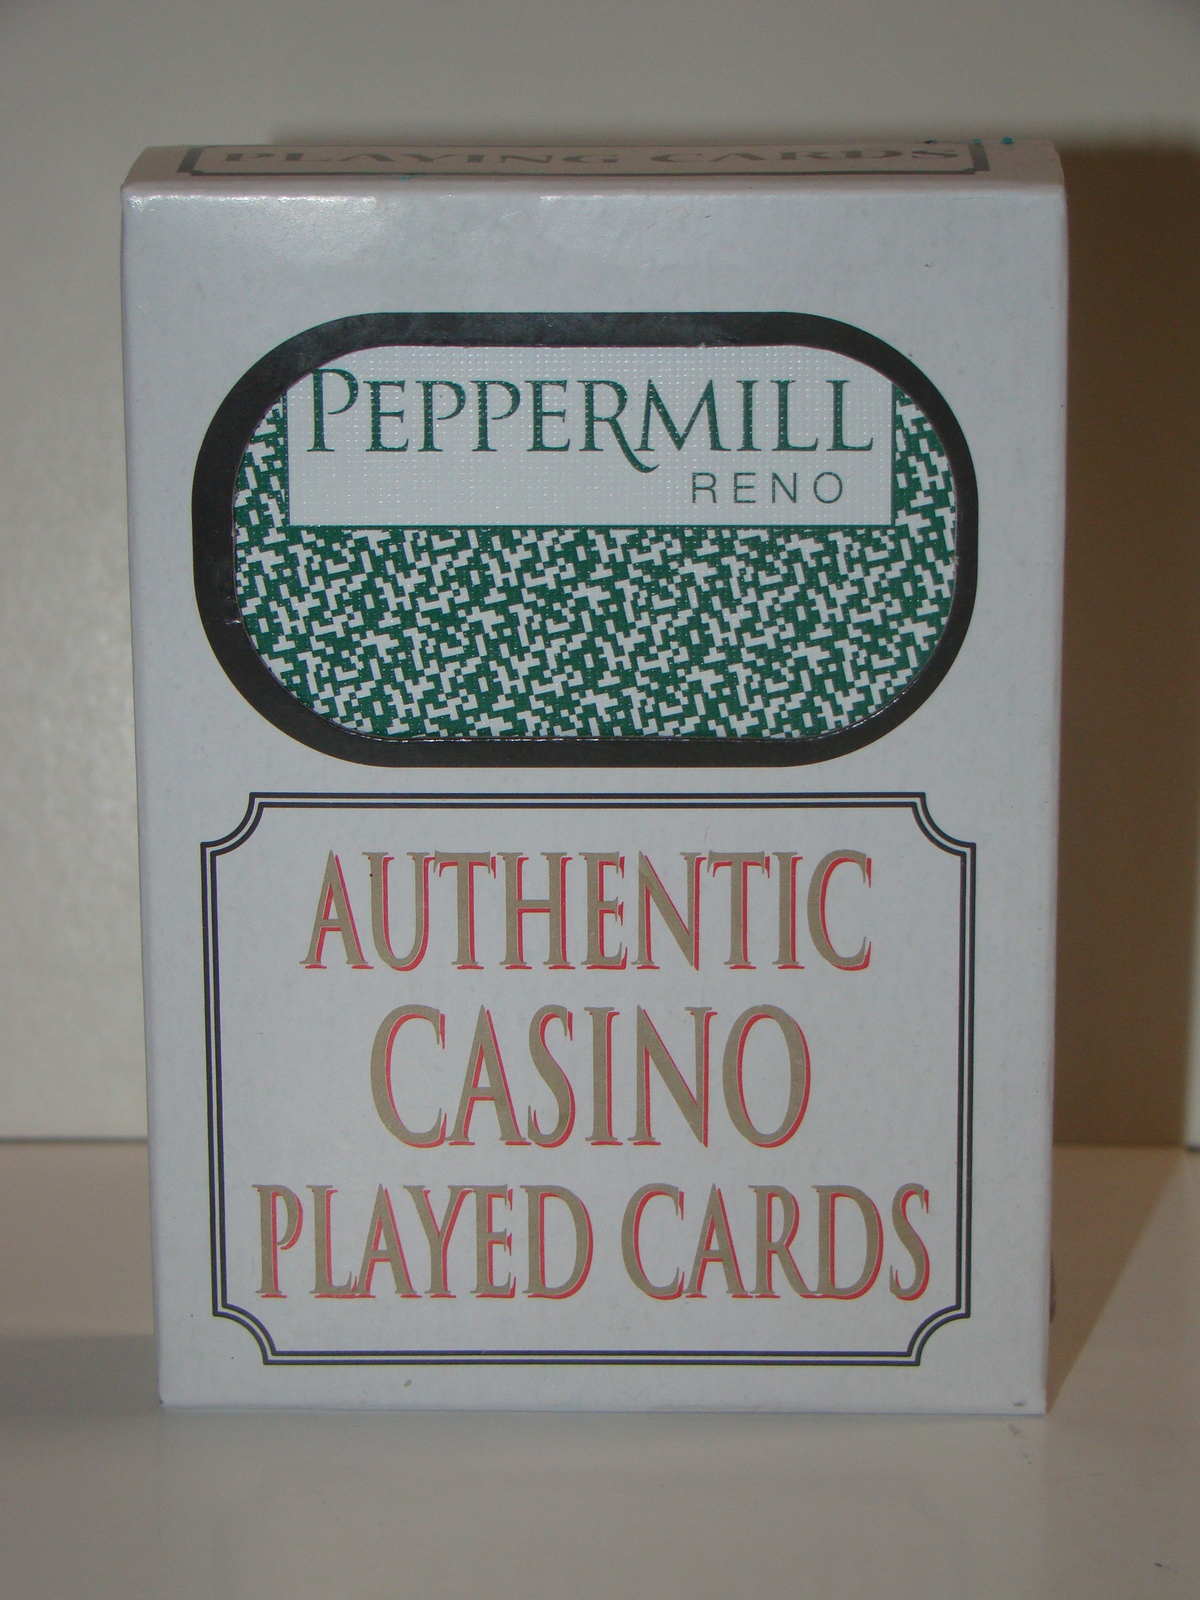 PLAYING CARDS
PEPPERMILL
RENO
AUTHENTIC
CASINO
PLAYED CARDS